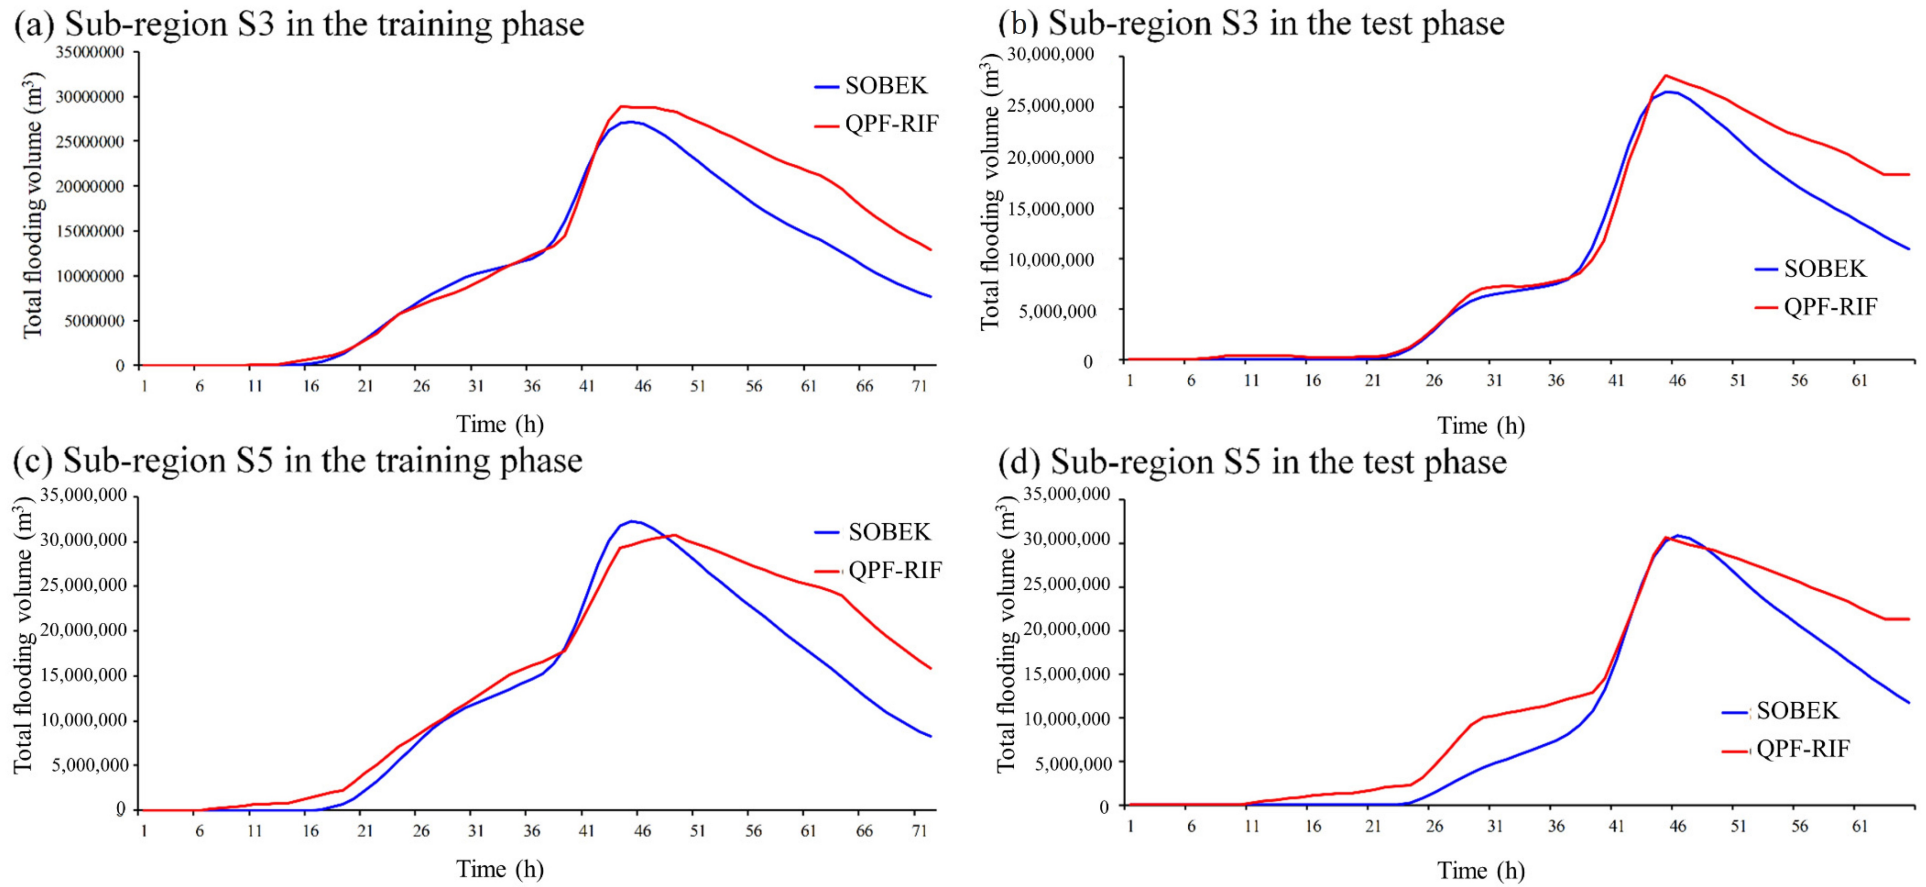 (a) Sub-region S3 in the training phase
Total flooding volume (m³)
35000000
30000000
25000000
20000000
15000000
10000000
5000000
0
SOBEK
QPF-RIF
1 6 11 16 21 26 31 36 41 46 51 56 61 66 71
Time (h)
(b) Sub-region S3 in the test phase
Total flooding volume (m³)
30,000,000
25,000,000
20,000,000
15,000,000
10,000,000
5,000,000
0
SOBEK
QPF-RIF
1 6 11 16 21 26 31 36 41 46 51 56 61
Time (h)
(c) Sub-region S5 in the training phase
Total flooding volume (m³)
35,000,000
30,000,000
25,000,000
20,000,000
15,000,000
10,000,000
5,000,000
0
SOBEK
QPF-RIF
1 6 11 16 21 26 31 36 41 46 51 56 61 66 71
Time (h)
(d) Sub-region S5 in the test phase
Total flooding volume (m³)
35,000,000
30,000,000
25,000,000
20,000,000
15,000,000
10,000,000
5,000,000
0
SOBEK
QPF-RIF
1 6 11 16 21 26 31 36 41 46 51 56 61
Time (h)